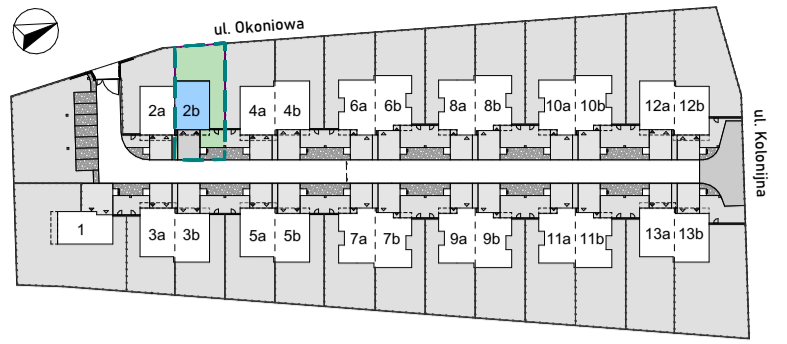 ul. Okoniowa
ul. Kolonijna
2a 2b 4a 4b 6a 6b 8a 8b 10a 10b 12a 12b
1 3a 3b 5a 5b 7a 7b 9a 9b 11a 11b 13a 13b